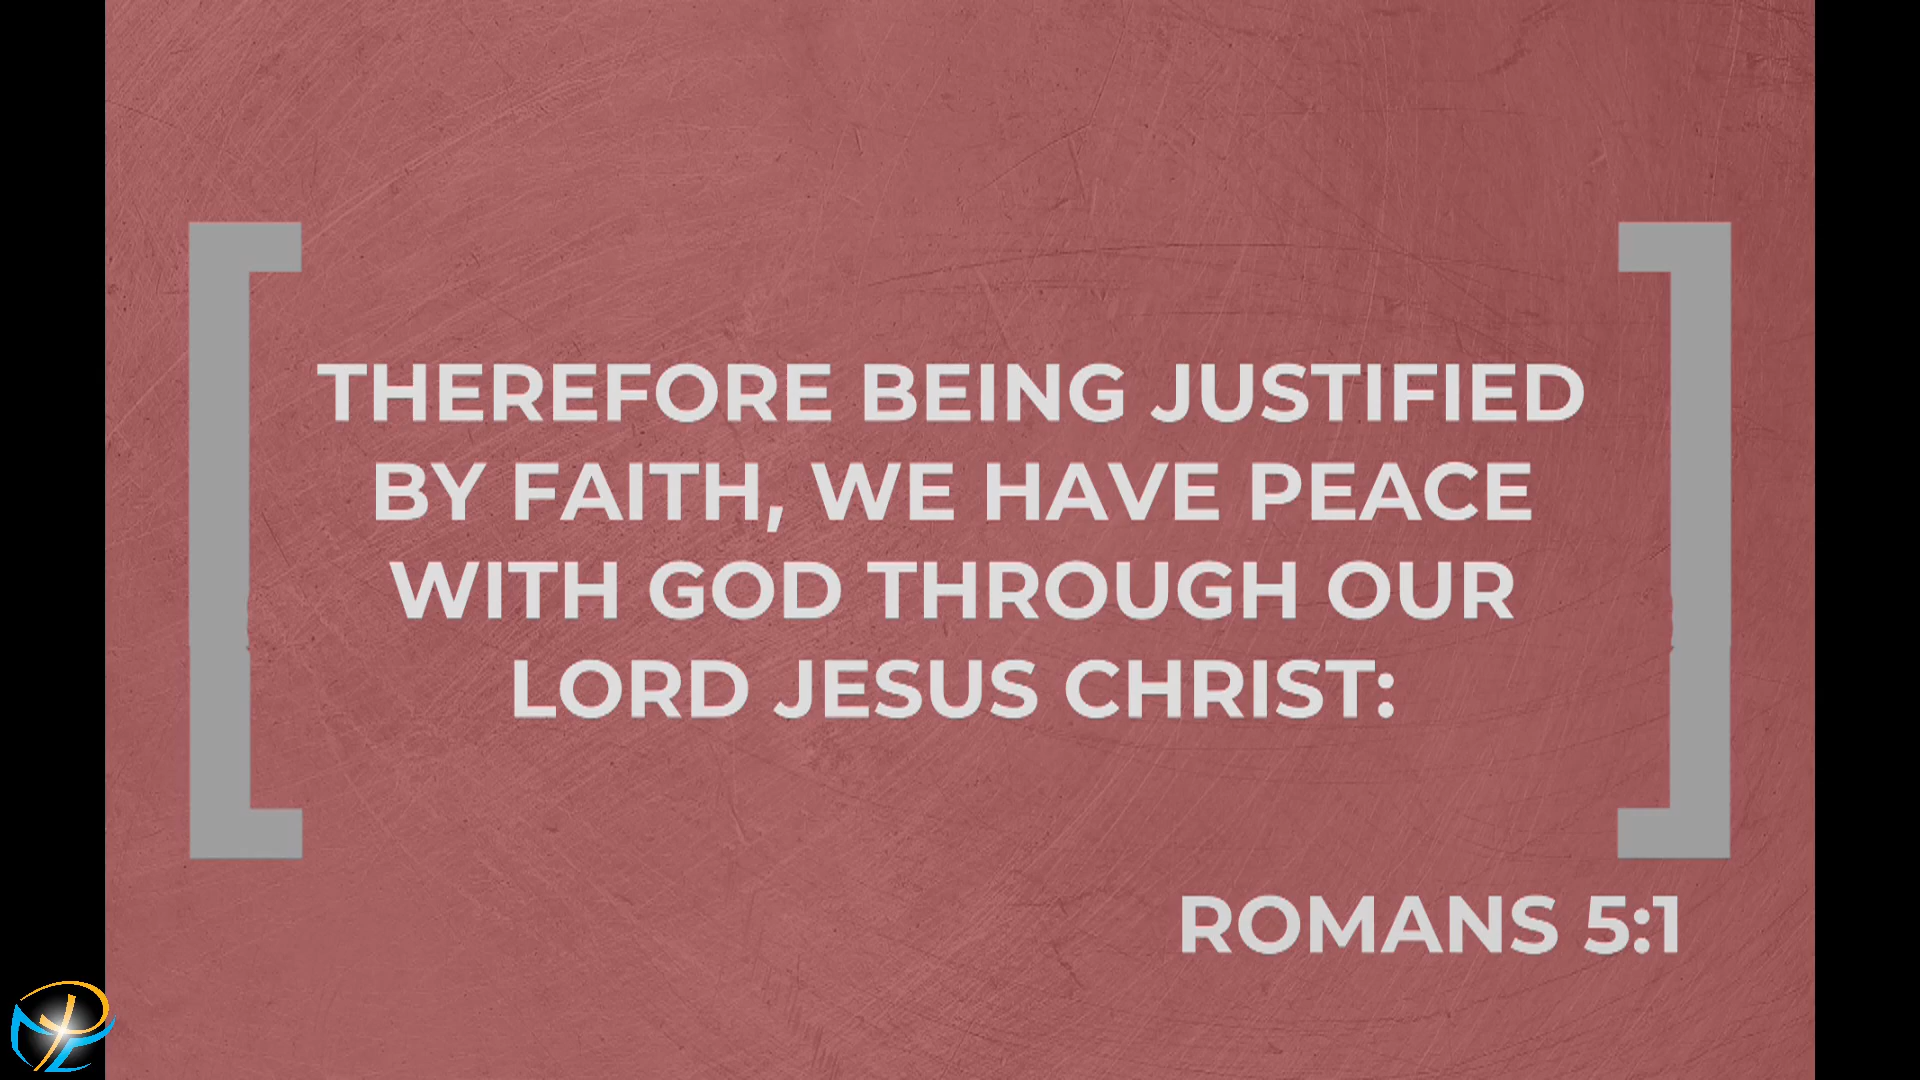 THEREFORE BEING JUSTIFIED
BY FAITH, WE HAVE PEACE
WITH GOD THROUGH OUR
LORD JESUS CHRIST:
ROMANS 5:1